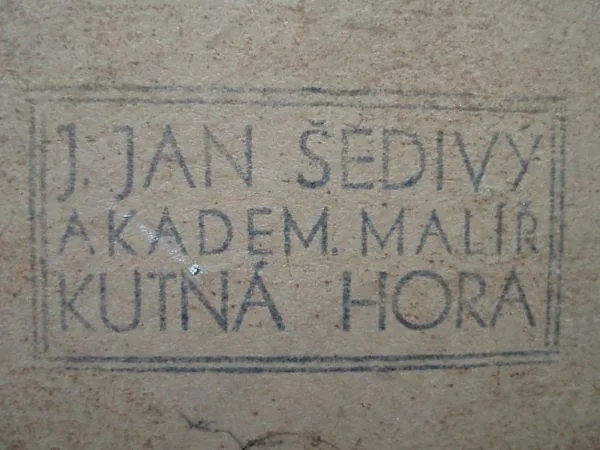 J. JAN ŠEDIVÝ
AKADEM. MALÍŘ
KUTNÁ HORA